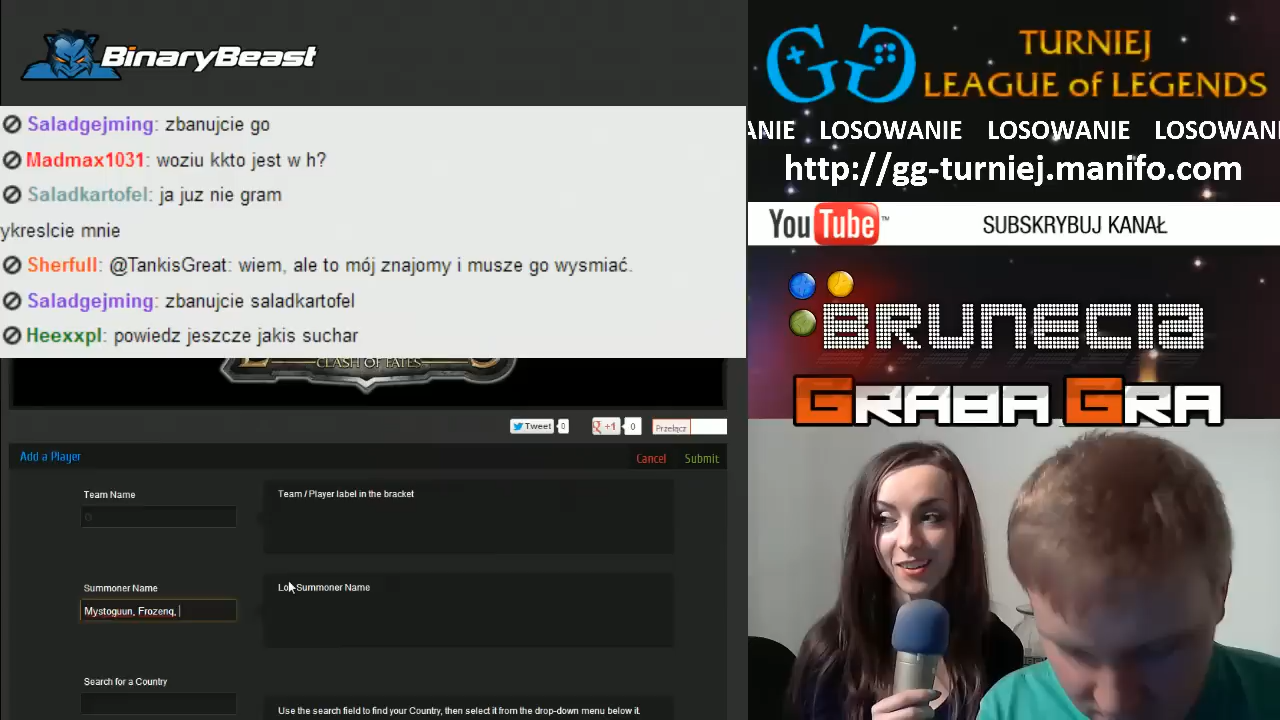 BinaryBeast
Saladgejming: zbanujcie go
Madmax1031: woziu kkto jest w h?
Saladkartofel: ja juz nie gram
ykreslcie mnie
Sherfull: @TankisGreat: wiem, ale to mój znajomy i musze go wysmiać.
Saladgejming: zbanujcie saladkartofel
Heexxpl: powiedz jeszcze jakis suchar
CLASH OF FATES
Tweet 0
+1 0
Przełącz
Add a Player
Cancel Submit
Team Name
Team / Player label in the bracket
Summoner Name
Summoner Name
Mystoguun, Frozenq,
Search for a Country
Use the search field to find your Country, then select it from the drop-down menu below it.
GG
TURNIEJ
LEAGUE of LEGENDS
ANIE LOSOWANIE LOSOWANIE LOSOWAN
http://gg-turniej.manifo.com
YouTube
SUBSKRYBUJ KANAŁ
BRUNECIA
GRABA GRA